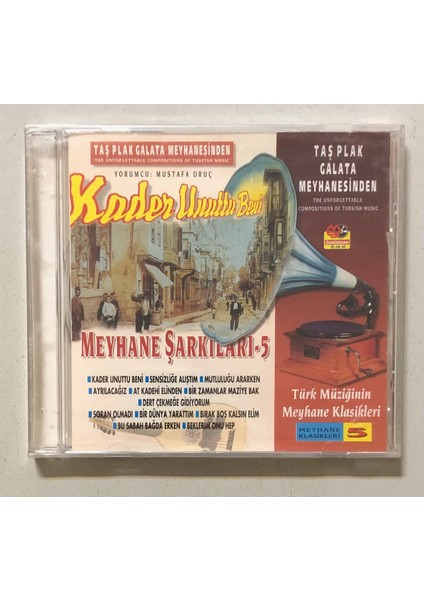 TAŞ PLAK GALATA MEYHANESİNDEN
THE UNFORGETTABLE COMPOSITIONS OF TURKISH MUSIC
YORUMCU: MUSTAFA ORUÇ
Kader Unuttu Beni
MEYHANE ŞARKILARI-5
KADER UNUTTU BENİ SENSİZLİĞE ALIŞTIM MUTLULUĞU ARARKEN
AYRILACAĞIZ AT KADEHİ ELİNDEN BİR ZAMANLAR MAZİYE BAK
DERT ÇEKMEĞE GİDİYORUM
SORAN OLMADI BİR DÜNYA YARATTIM BIRAK BOŞ KALSIN ELİM
BU SABAH BAĞDA ERKEN BEKLERİM ONU HEP
TAŞ PLAK
GALATA
MEYHANESİNDEN
THE UNFORGETTABLE
COMPOSITIONS OF TURKISH MUSIC
Türk Müziğinin
Meyhane Klasikleri
MEYHANE
KLASİKLERİ 5